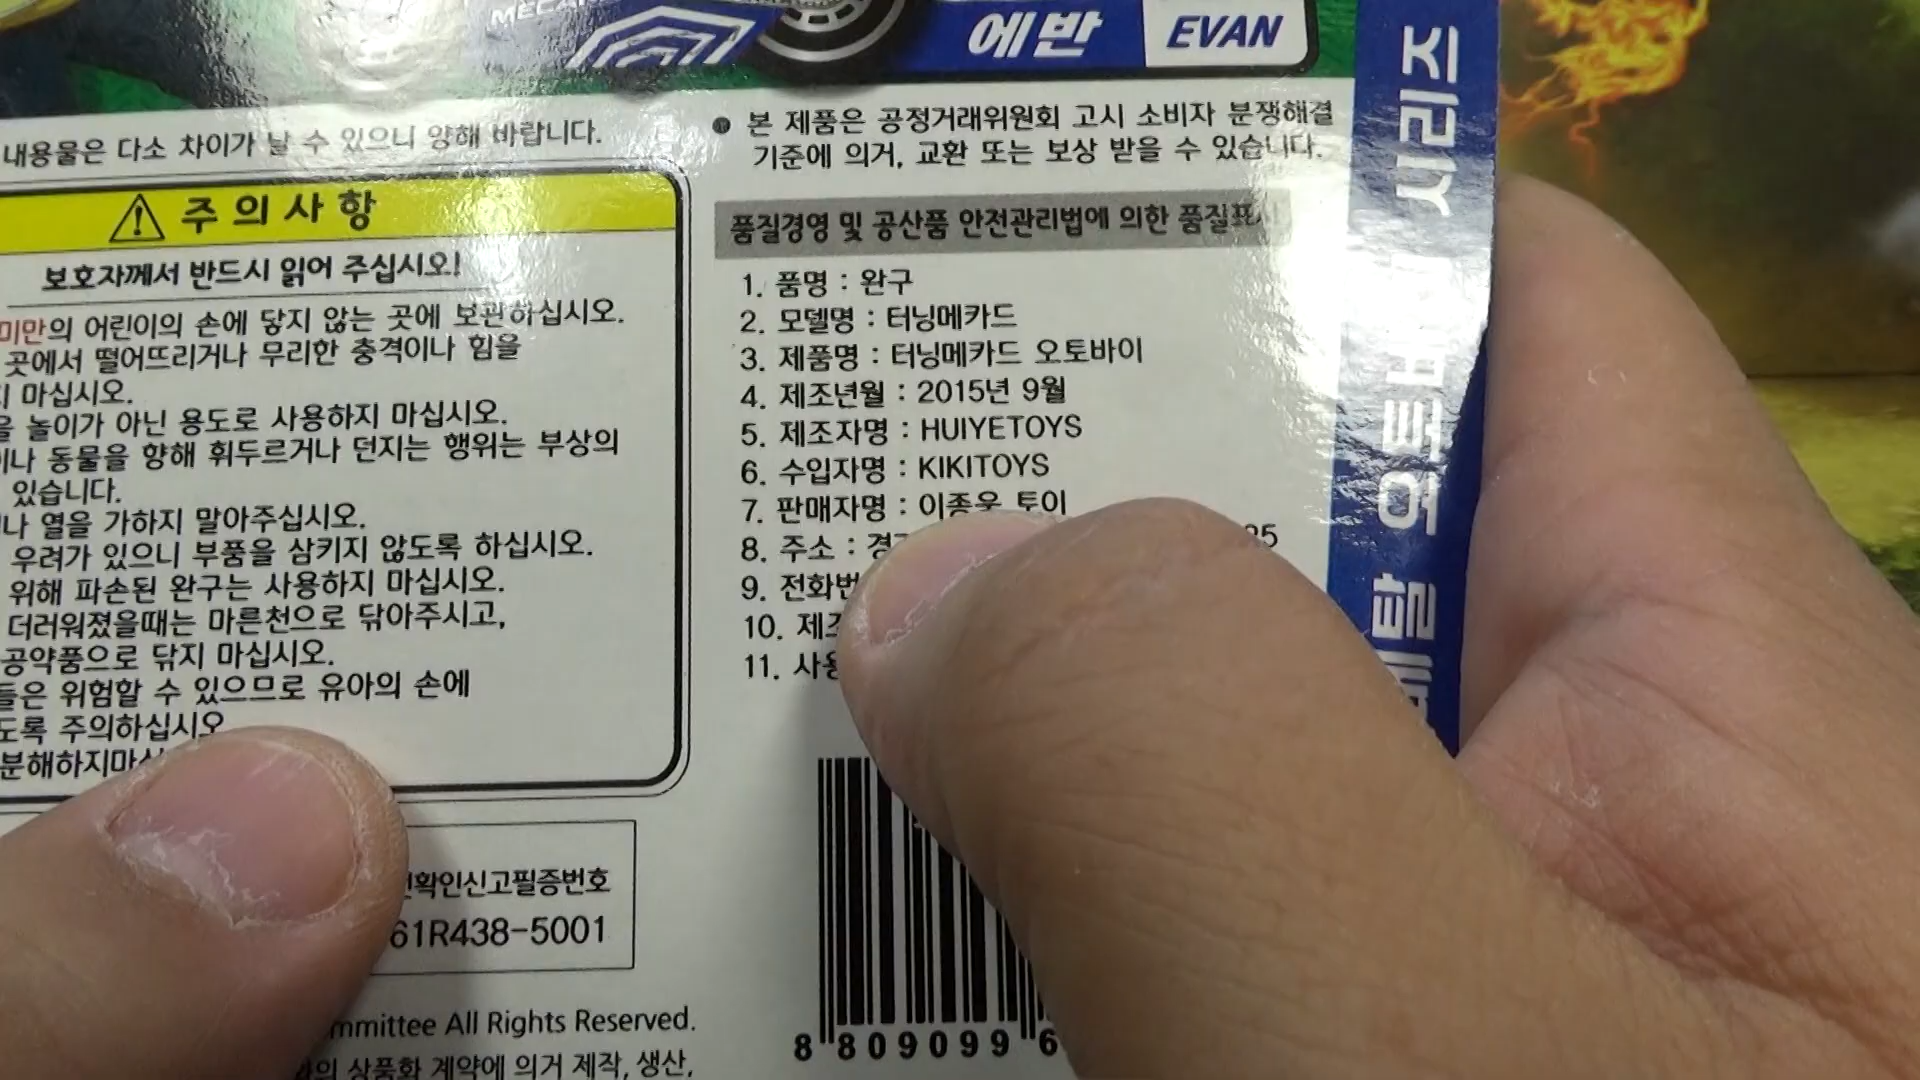 에반 EVAN
내용물은 다소 차이가 날 수 있으니 양해 바랍니다.
주의사항
보호자께서 반드시 읽어 주십시오!
미만의 어린이의 손에 닿지 않는 곳에 보관하십시오.
곳에서 떨어뜨리거나 무리한 충격이나 힘을
마십시오.
놀이가 아닌 용도로 사용하지 마십시오.
동물을 향해 휘두르거나 던지는 행위는 부상의
있습니다.
열을 가하지 말아주십시오.
우려가 있으니 부품을 삼키지 않도록 하십시오.
위해 파손된 완구는 사용하지 마십시오.
더러워졌을때는 마른천으로 닦아주시고,
공약품으로 닦지 마십시오.
들은 위험할 수 있으므로 유아의 손에
도록 주의하십시오
분해하지마십
확인신고필증번호
61R438-5001
mmittee All Rights Reserved.
의 상품화 계약에 의거 제작, 생산,
● 본 제품은 공정거래위원회 고시 소비자 분쟁해결
기준에 의거, 교환 또는 보상 받을 수 있습니다.
품질경영 및 공산품 안전관리법에 의한 품질표시
1. 품명 : 완구
2. 모델명 : 터닝메카드
3. 제품명 : 터닝메카드 오토바이
4. 제조년월 : 2015년 9월
5. 제조자명 : HUIYETOYS
6. 수입자명 : KIKITOYS
7. 판매자명 : 이종운 토이
8. 주소 : 경기 25
9. 전화번
10. 제조
11. 사용
8 809099 6
메탈 오토바이 시리즈